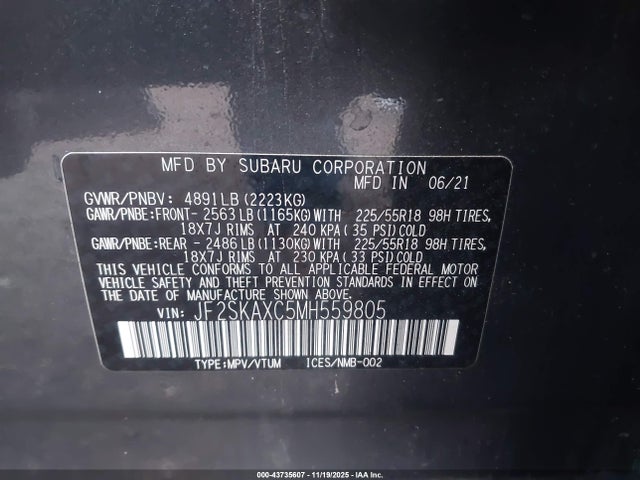 MFD BY SUBARU CORPORATION
MFD IN 06/21
GVWR/PNBV: 4891LB(2223KG)
GAWR/PNBE:FRONT- 2563LB(1165KG)WITH 225/55R18 98H TIRES,
18X7J RIMS AT 240 KPA(35 PSI)COLD
GAWR/PNBE:REAR - 2486LB(1130KG)WITH 225/55R18 98H TIRES,
18X7J RIMS AT 230 KPA(33 PSI)COLD
THIS VEHICLE CONFORMS TO ALL APPLICABLE FEDERAL MOTOR
VEHICLE SAFETY, BUMPER, AND THEFT PREVENTION STANDARDS
IN EFFECT ON THE DATE OF MANUFACTURE SHOWN ABOVE.
VIN: JF2SKAXC5MH559805
TYPE:MPV/VTUM ICES/NMB-002
000-43735607 - 11/19/2025 - IAA Inc.